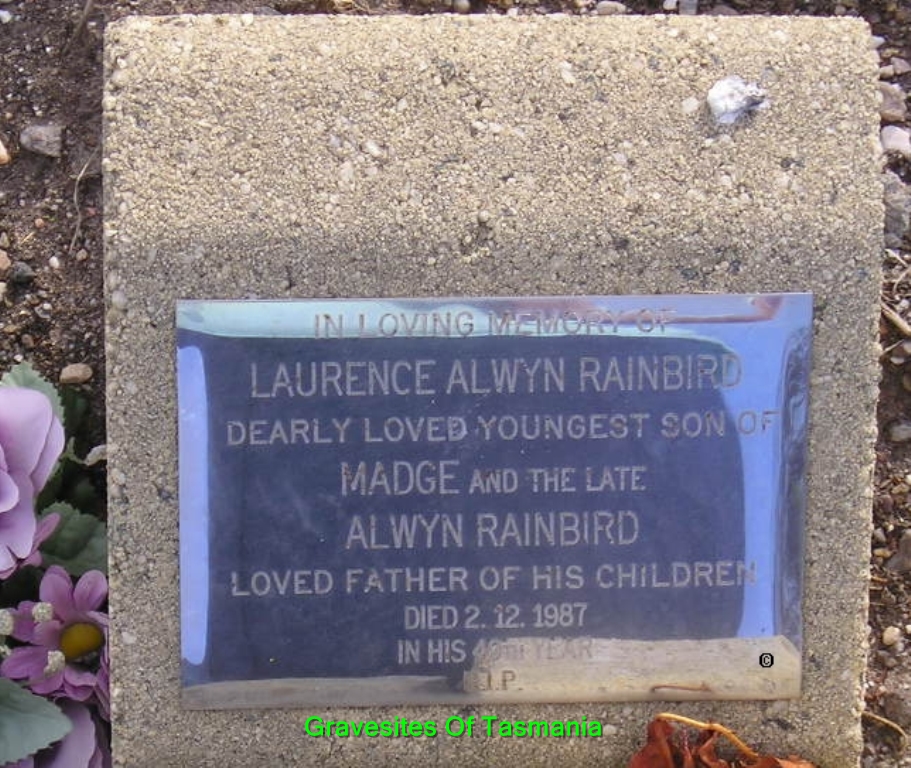 IN LOVING MEMORY OF
LAURENCE ALWYN RAINBIRD
DEARLY LOVED YOUNGEST SON OF
MADGE AND THE LATE
ALWYN RAINBIRD
LOVED FATHER OF HIS CHILDREN
DIED 2. 12. 1987
IN HIS YEAR
R.I.P.
©
Gravesites Of Tasmania